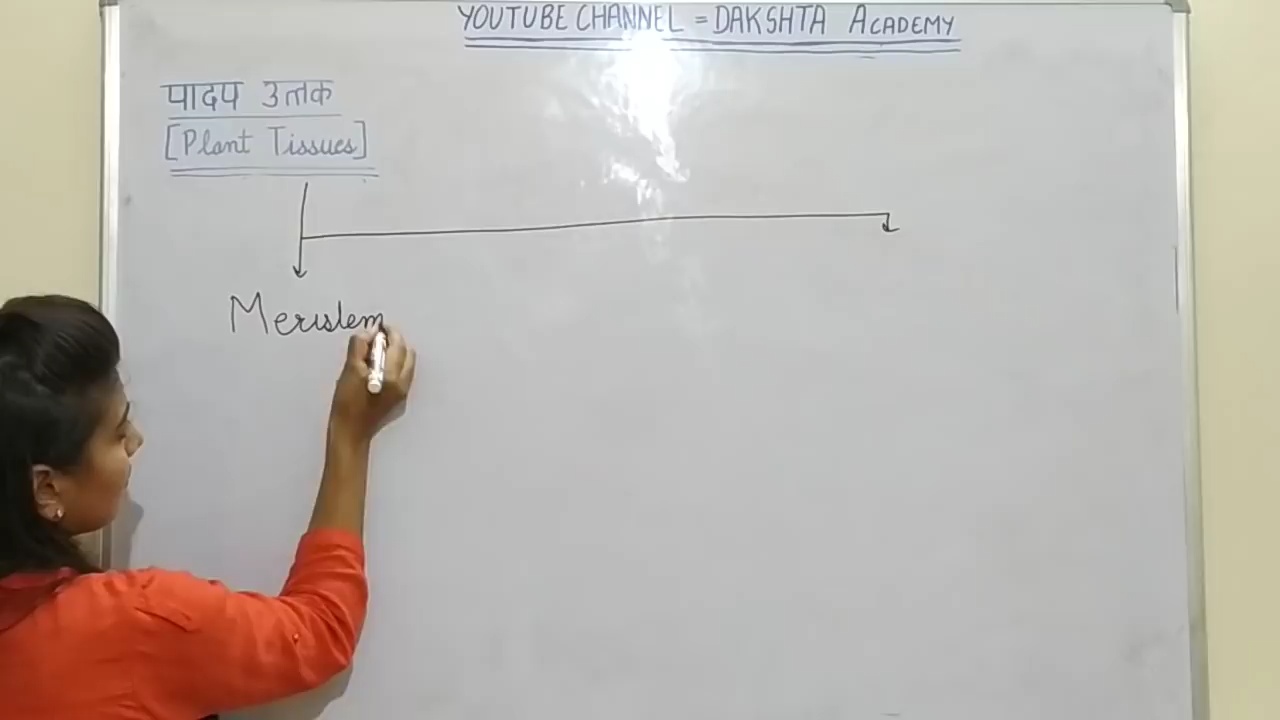 YOUTUBE CHANNEL = DAKSHTA ACADEMY
पादप उत्तक
[Plant Tissues]
Meristem